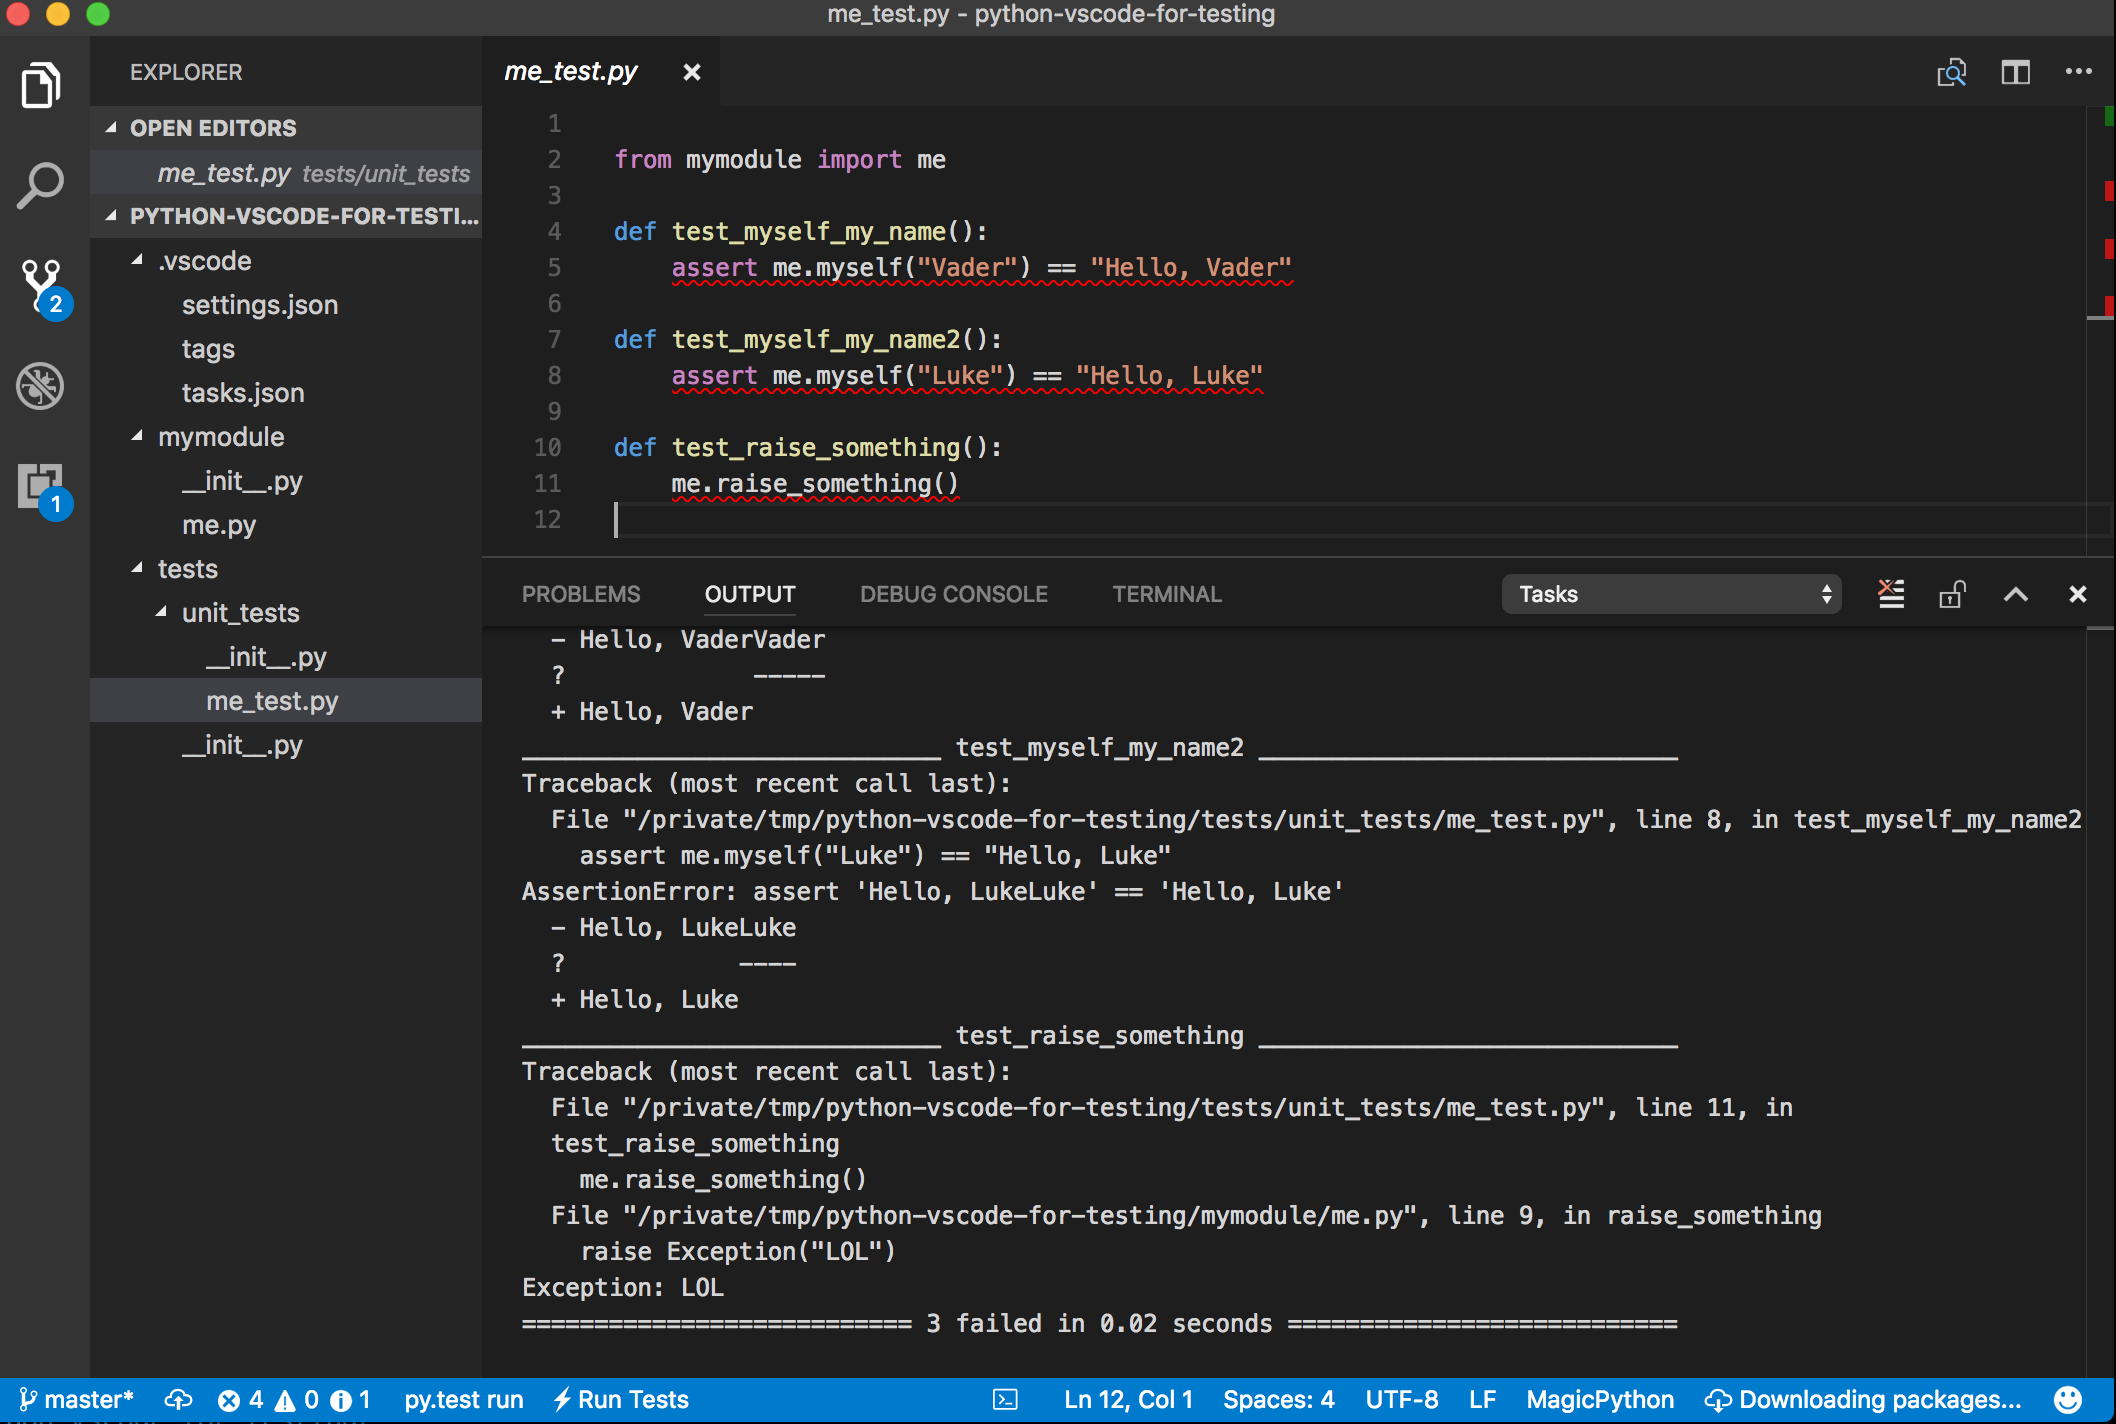 me_test.py - python-vscode-for-testing
EXPLORER
OPEN EDITORS
me_test.py tests/unit_tests
PYTHON-VSCODE-FOR-TESTI...
.vscode
settings.json
tags
tasks.json
mymodule
__init__.py
me.py
tests
unit_tests
__init__.py
me_test.py
__init__.py
2
1
me_test.py
1
2 from mymodule import me
3
4 def test_myself_my_name():
5 assert me.myself("Vader") == "Hello, Vader"
6
7 def test_myself_my_name2():
8 assert me.myself("Luke") == "Hello, Luke"
9
10 def test_raise_something():
11 me.raise_something()
12
PROBLEMS OUTPUT DEBUG CONSOLE TERMINAL Tasks
- Hello, VaderVader
? -----
+ Hello, Vader
_____________________________ test_myself_my_name2 _____________________________
Traceback (most recent call last):
File "/private/tmp/python-vscode-for-testing/tests/unit_tests/me_test.py", line 8, in test_myself_my_name2
assert me.myself("Luke") == "Hello, Luke"
AssertionError: assert 'Hello, LukeLuke' == 'Hello, Luke'
- Hello, LukeLuke
? ----
+ Hello, Luke
_____________________________ test_raise_something _____________________________
Traceback (most recent call last):
File "/private/tmp/python-vscode-for-testing/tests/unit_tests/me_test.py", line 11, in
test_raise_something
me.raise_something()
File "/private/tmp/python-vscode-for-testing/mymodule/me.py", line 9, in raise_something
raise Exception("LOL")
Exception: LOL
=========================== 3 failed in 0.02 seconds ===========================
master* 4 0 1 py.test run Run Tests Ln 12, Col 1 Spaces: 4 UTF-8 LF MagicPython Downloading packages...